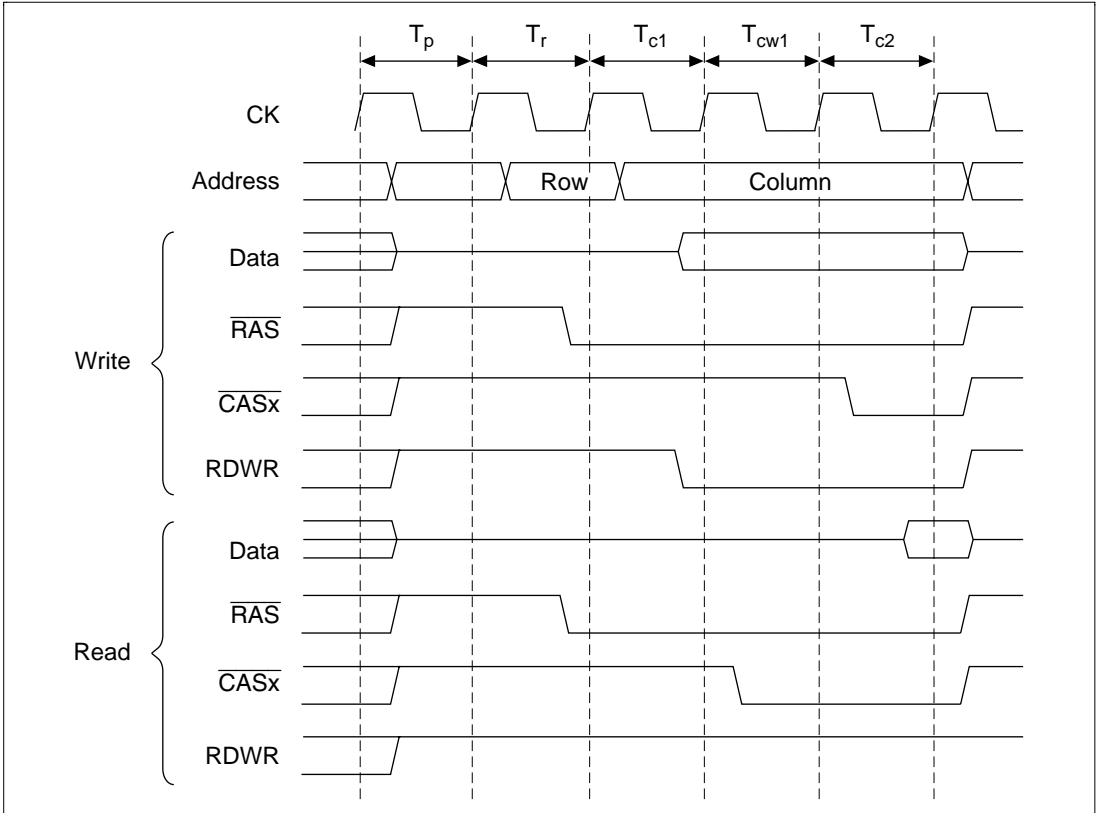 Tp Tr Tc1 Tcw1 Tc2
CK
Address Row Column
Write
Data
RAS
CASx
RDWR
Read
Data
RAS
CASx
RDWR